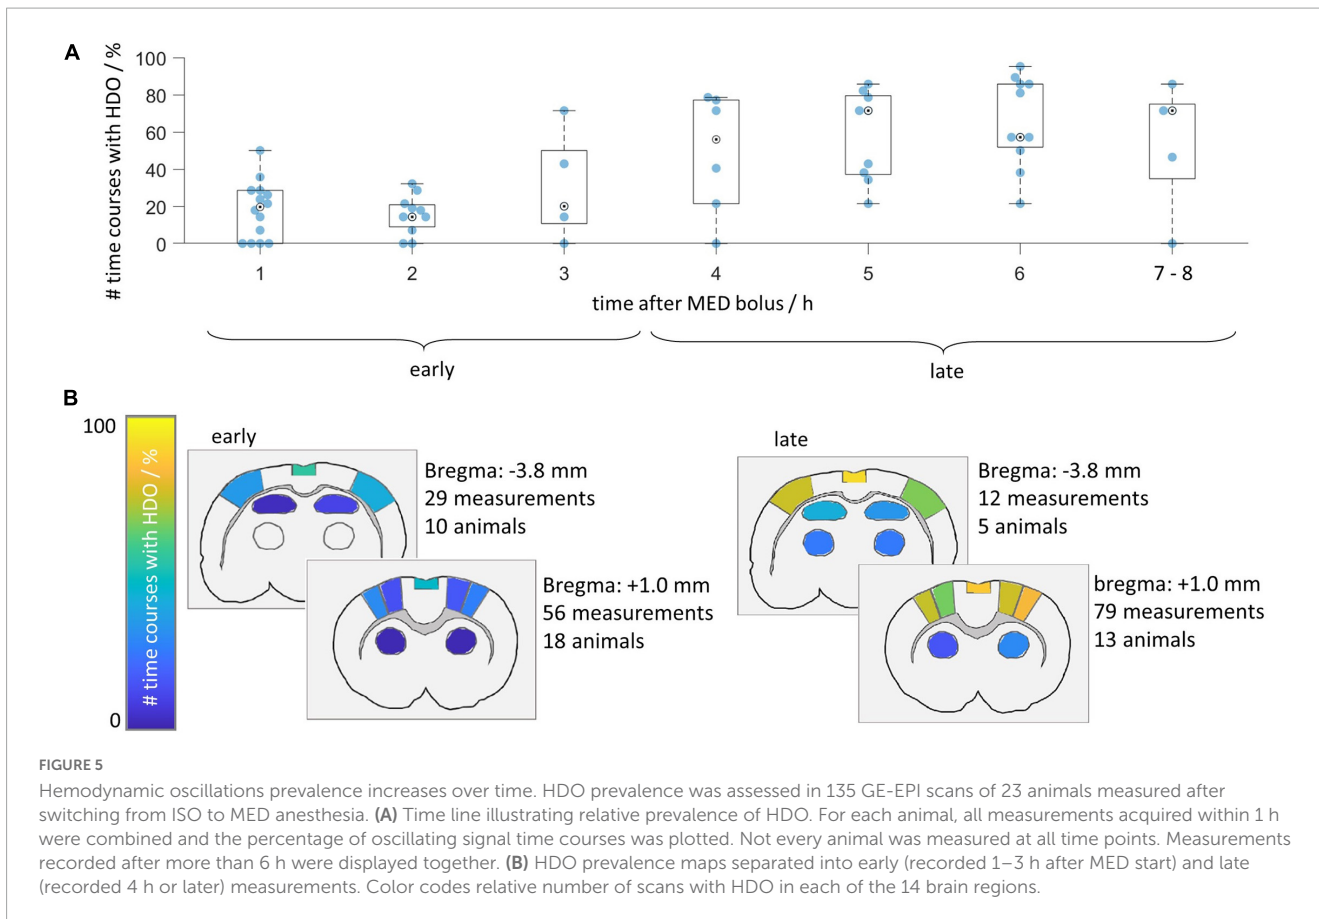 A
# time courses with HDO / %
100
80
60
40
20
0
1 2 3 4 5 6 7 - 8
time after MED bolus / h
early late
B
100
# time courses with HDO / %
0
early
Bregma: -3.8 mm
29 measurements
10 animals
Bregma: +1.0 mm
56 measurements
18 animals
late
Bregma: -3.8 mm
12 measurements
5 animals
bregma: +1.0 mm
79 measurements
13 animals
FIGURE 5
Hemodynamic oscillations prevalence increases over time. HDO prevalence was assessed in 135 GE-EPI scans of 23 animals measured after
switching from ISO to MED anesthesia. (A) Time line illustrating relative prevalence of HDO. For each animal, all measurements acquired within 1 h
were combined and the percentage of oscillating signal time courses was plotted. Not every animal was measured at all time points. Measurements
recorded after more than 6 h were displayed together. (B) HDO prevalence maps separated into early (recorded 1–3 h after MED start) and late
(recorded 4 h or later) measurements. Color codes relative number of scans with HDO in each of the 14 brain regions.